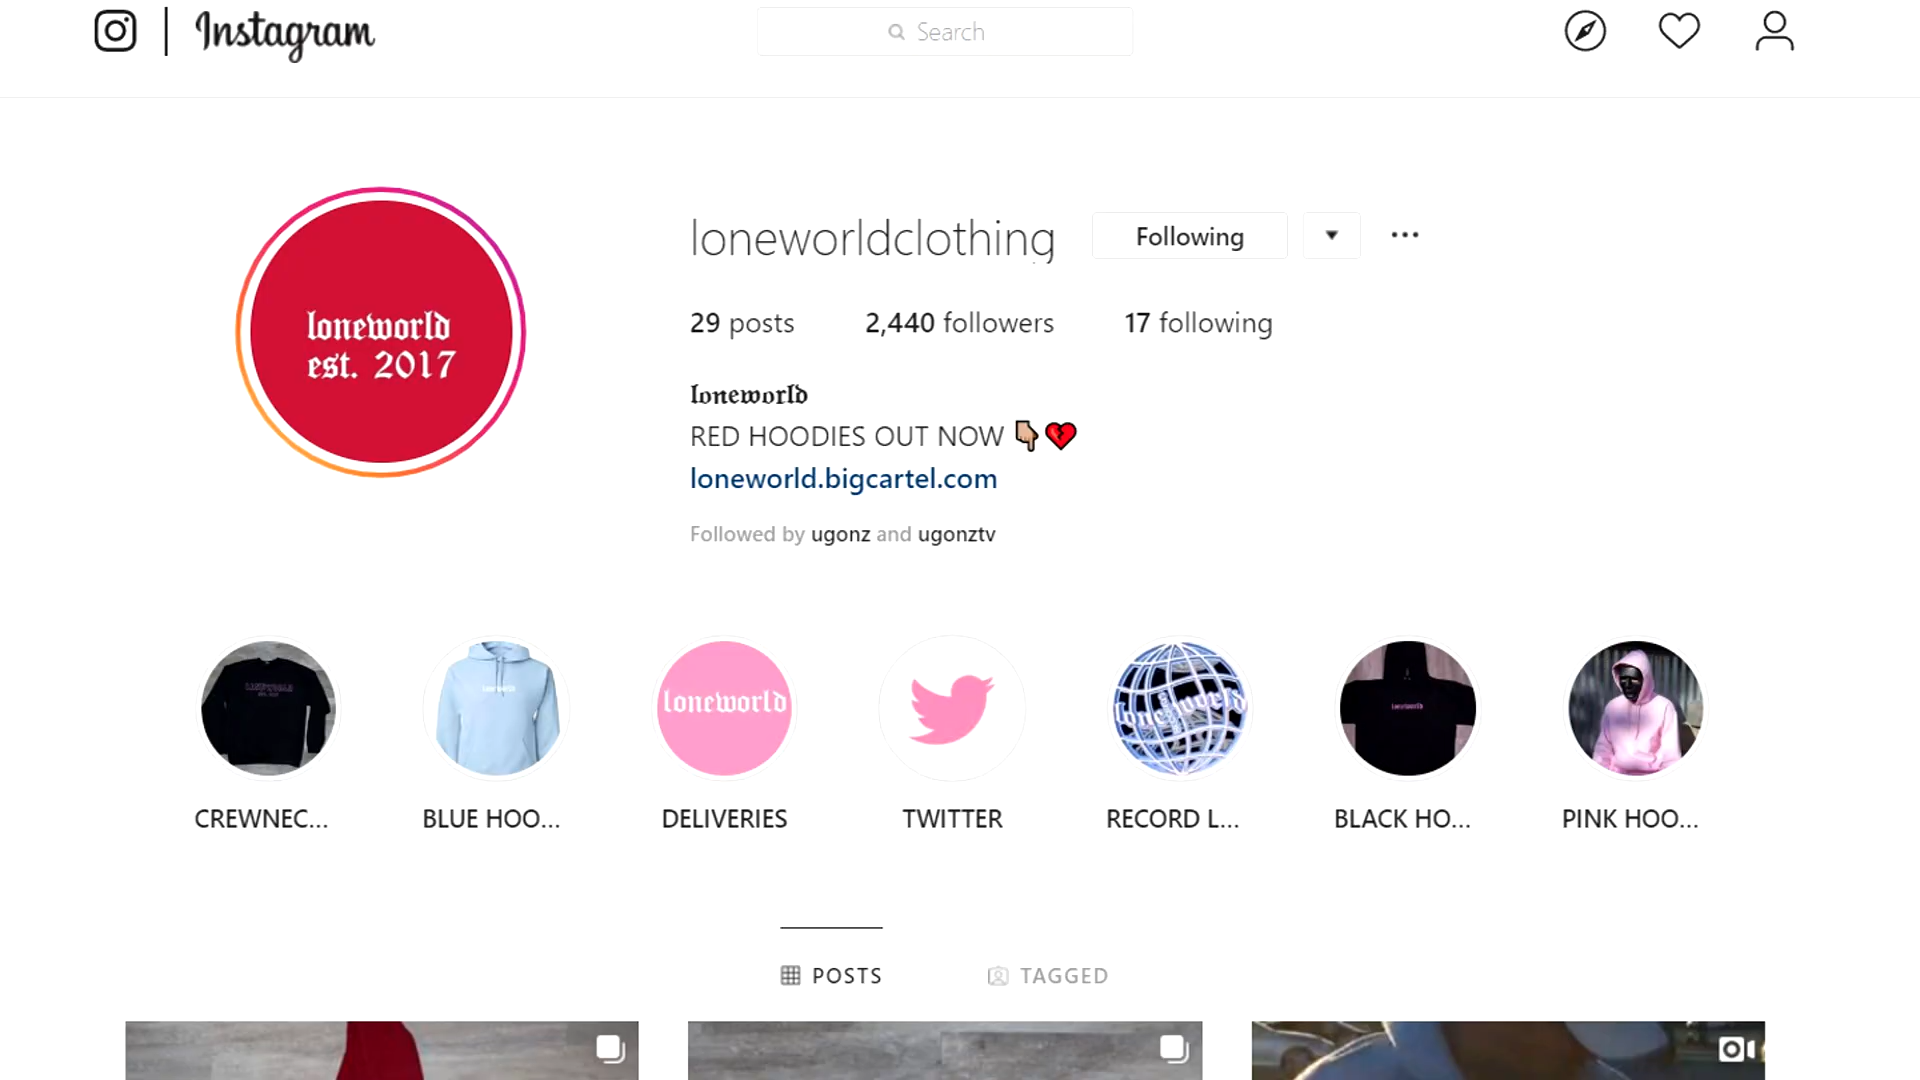 Instagram
Search
loneworld
est. 2017
loneworldclothing
Following
29 posts
2,440 followers
17 following
loneworld
RED HOODIES OUT NOW 👇🏼💔
loneworld.bigcartel.com
Followed by ugonz and ugonztv
loneworld
loneworld
CREWNEC...
BLUE HOO...
DELIVERIES
TWITTER
RECORD L...
BLACK HO...
PINK HOO...
POSTS
TAGGED